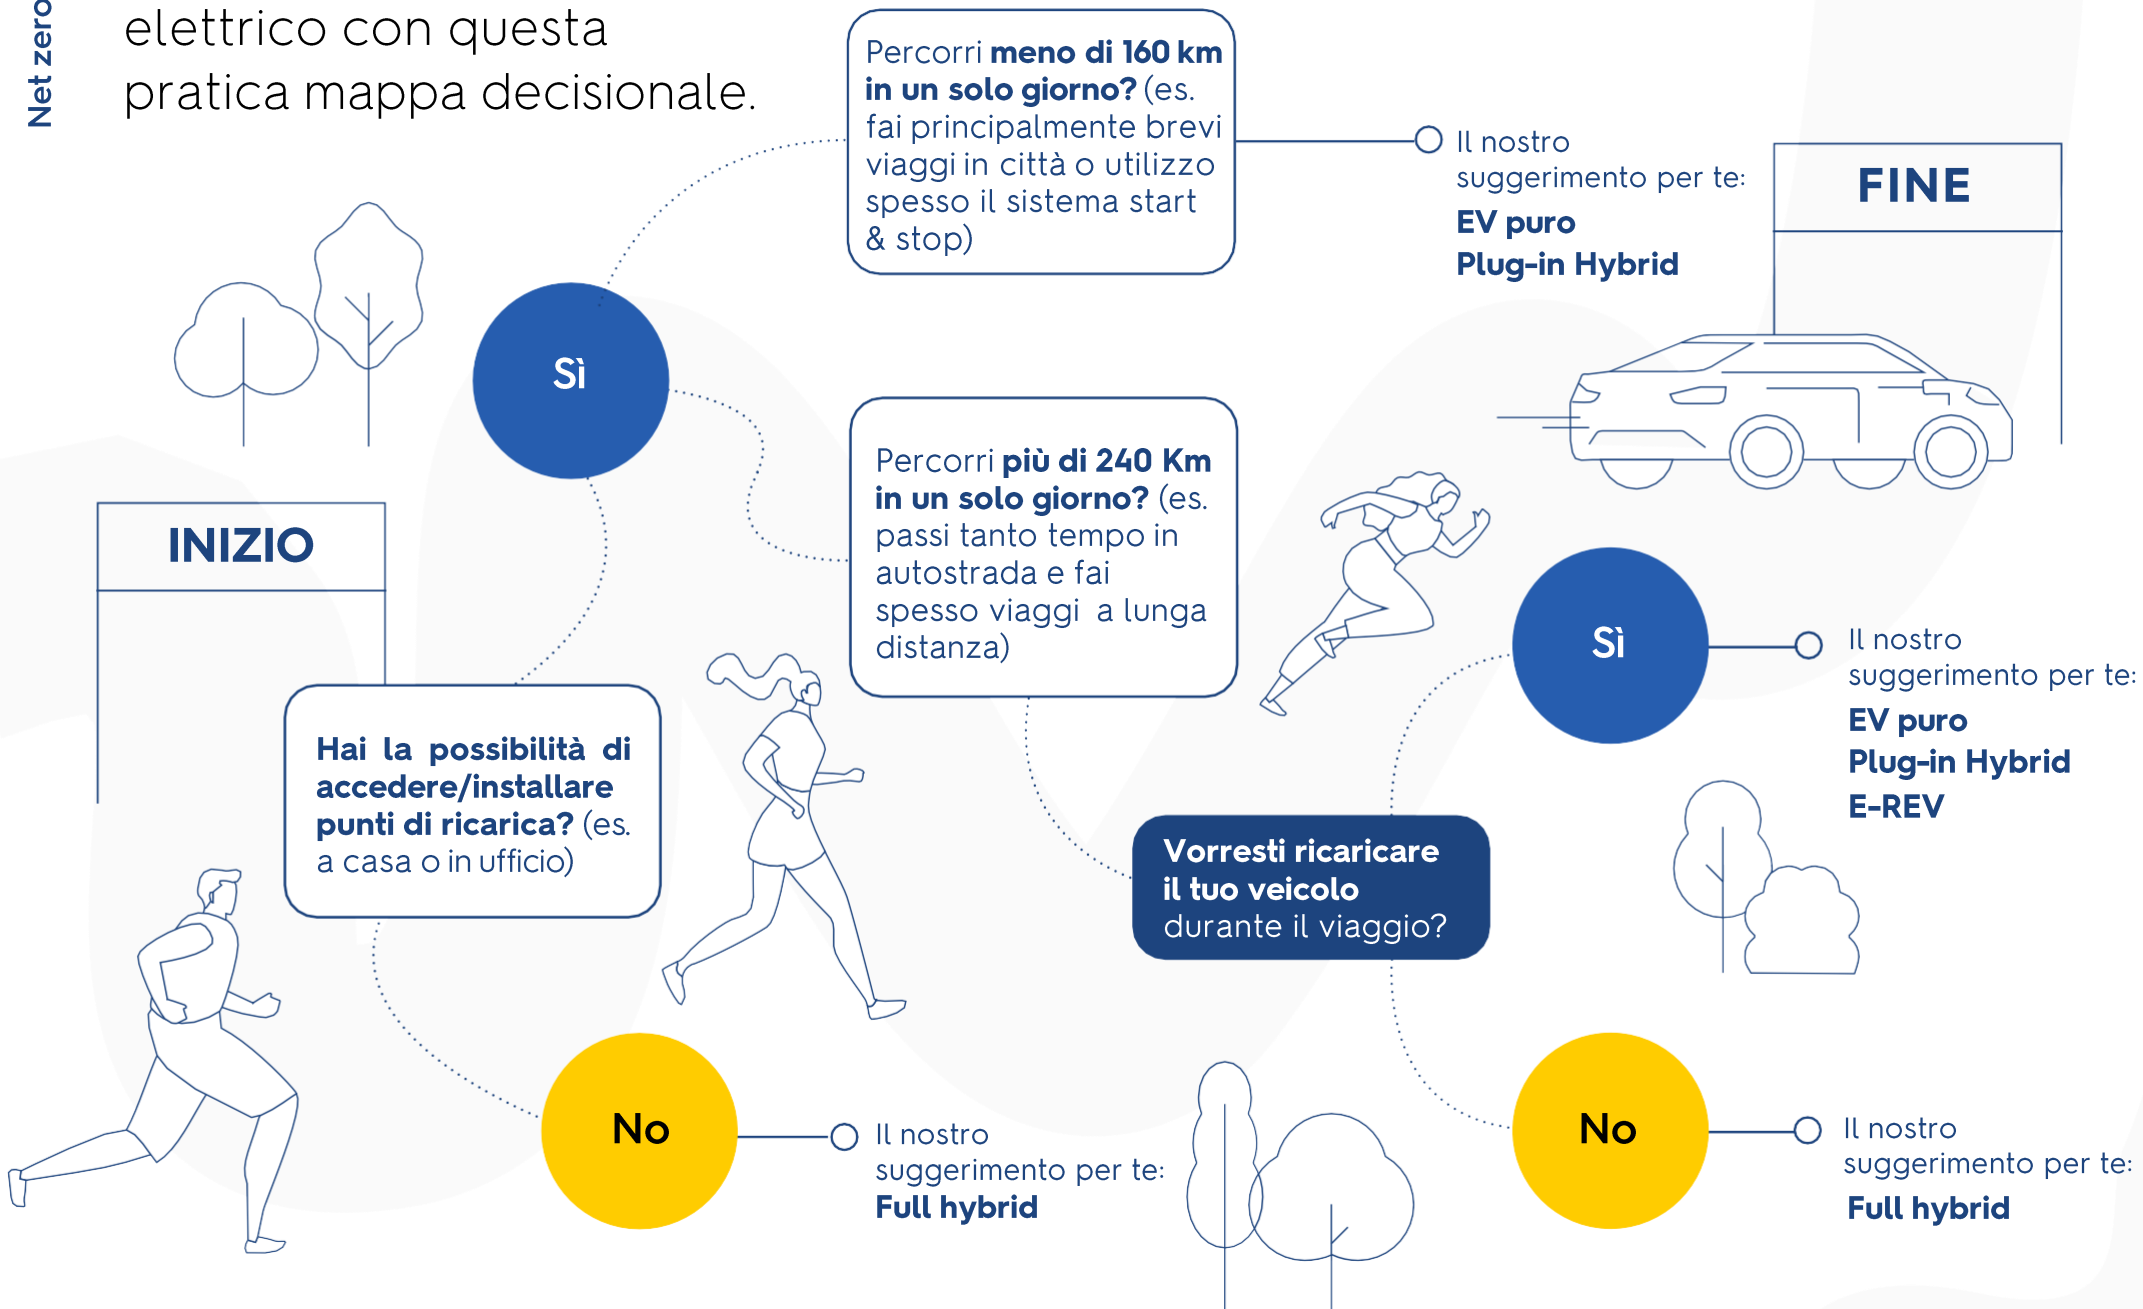 Net zero
elettrico con questa
pratica mappa decisionale.
Percorri meno di 160 km
in un solo giorno? (es.
fai principalmente brevi
viaggi in città o utilizzo
spesso il sistema start
& stop)
Il nostro
suggerimento per te:
EV puro
Plug-in Hybrid
FINE
Sì
Percorri più di 240 Km
in un solo giorno? (es.
passi tanto tempo in
autostrada e fai
spesso viaggi a lunga
distanza)
INIZIO
Hai la possibilità di
accedere/installare
punti di ricarica? (es.
a casa o in ufficio)
Sì
Il nostro
suggerimento per te:
EV puro
Plug-in Hybrid
E-REV
Vorresti ricaricare
il tuo veicolo
durante il viaggio?
No
Il nostro
suggerimento per te:
Full hybrid
No
Il nostro
suggerimento per te:
Full hybrid